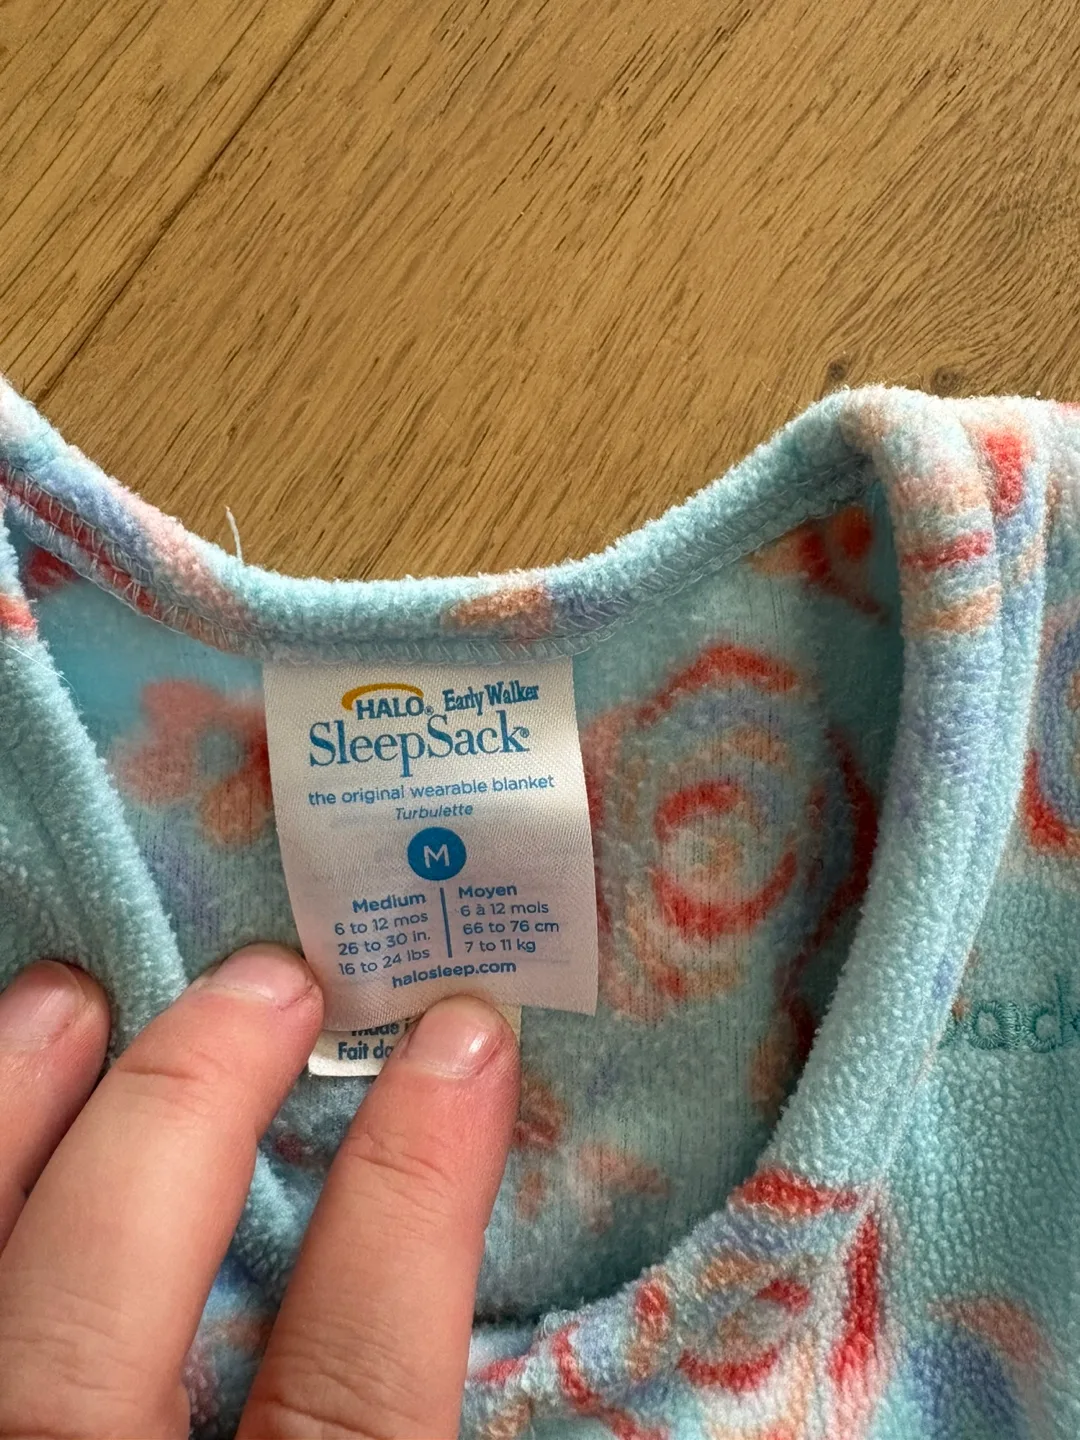 HALO® Early Walker
SleepSack®
the original wearable blanket
Turbulette
M
Medium
6 to 12 mos
26 to 30 in.
16 to 24 lbs
Moyen
6 à 12 mois
66 to 76 cm
7 to 11 kg
halosleep.com
Made
Fait